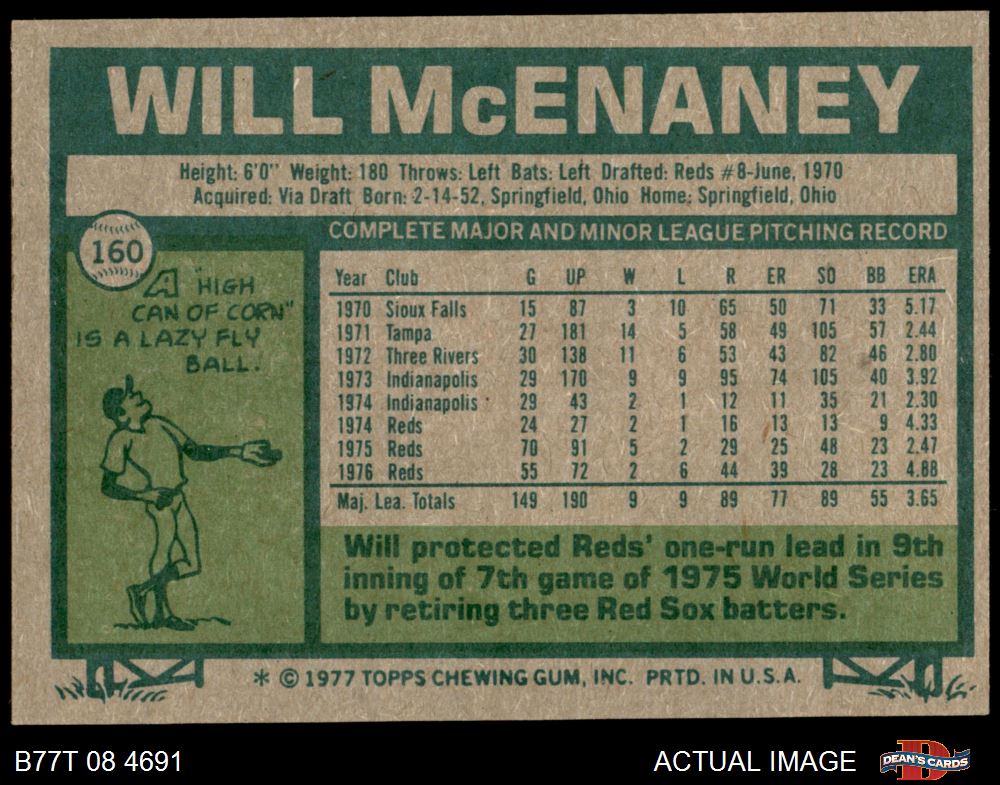 WILL McENANEY
Height: 6'0" Weight: 180 Throws: Left Bats: Left Drafted: Reds #8-June, 1970
Acquired: Via Draft Born: 2-14-52, Springfield, Ohio Home: Springfield, Ohio
160
A HIGH
CAN OF CORN"
IS A LAZY FLY
BALL.
COMPLETE MAJOR AND MINOR LEAGUE PITCHING RECORD
Year Club G UP W L R ER SO BB ERA
1970 Sioux Falls 15 87 3 10 65 50 71 33 5.17
1971 Tampa 27 181 14 5 58 49 105 57 2.44
1972 Three Rivers 30 138 11 6 53 43 82 46 2.80
1973 Indianapolis 29 170 9 9 95 74 105 40 3.92
1974 Indianapolis 29 43 2 1 12 11 35 21 2.30
1974 Reds 24 27 2 1 16 13 13 9 4.33
1975 Reds 70 91 5 2 29 25 48 23 2.47
1976 Reds 55 72 2 6 44 39 28 23 4.88
Maj. Lea. Totals 149 190 9 9 89 77 89 55 3.65
Will protected Reds' one-run lead in 9th
inning of 7th game of 1975 World Series
by retiring three Red Sox batters.
* © 1977 TOPPS CHEWING GUM, INC. PRTD. IN U.S.A.
B77T 08 4691
ACTUAL IMAGE
D
DEAN'S CARDS